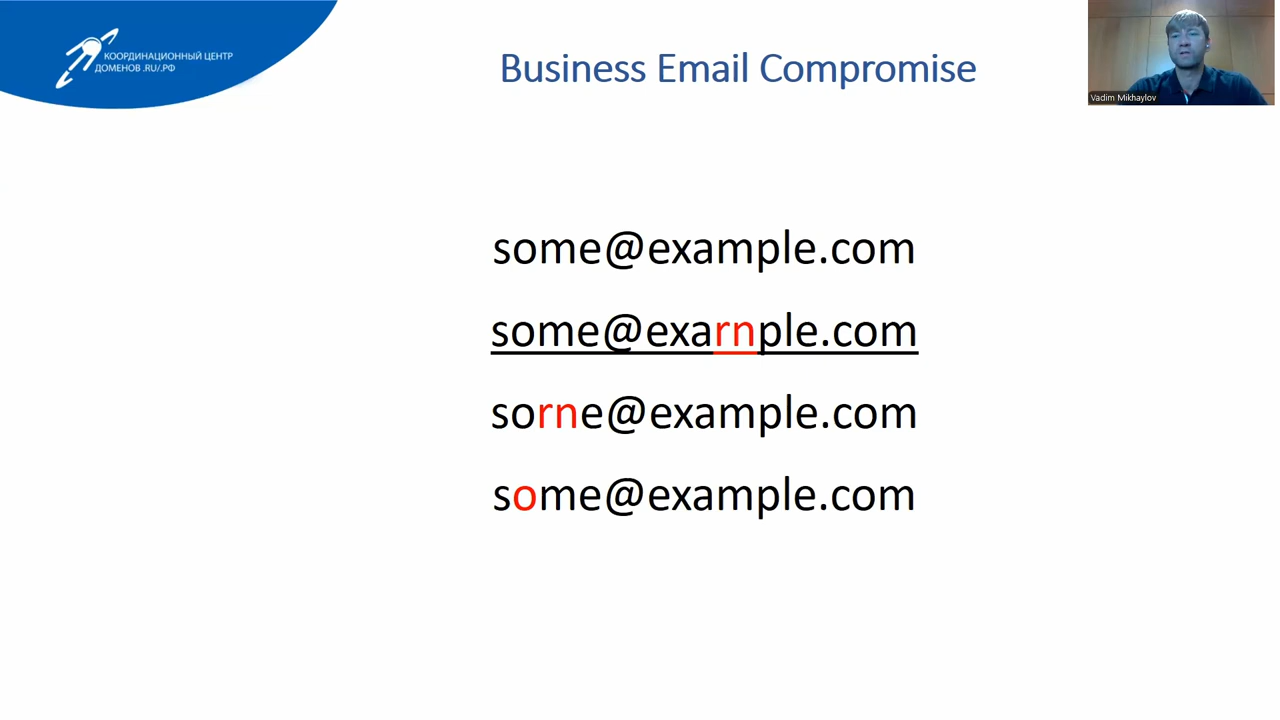 КООРДИНАЦИОННЫЙ ЦЕНТР
ДОМЕНОВ .RU/.РФ
Business Email Compromise
Vadim Mikhaylov
some@example.com
some@exarnple.com
sorne@example.com
some@example.com